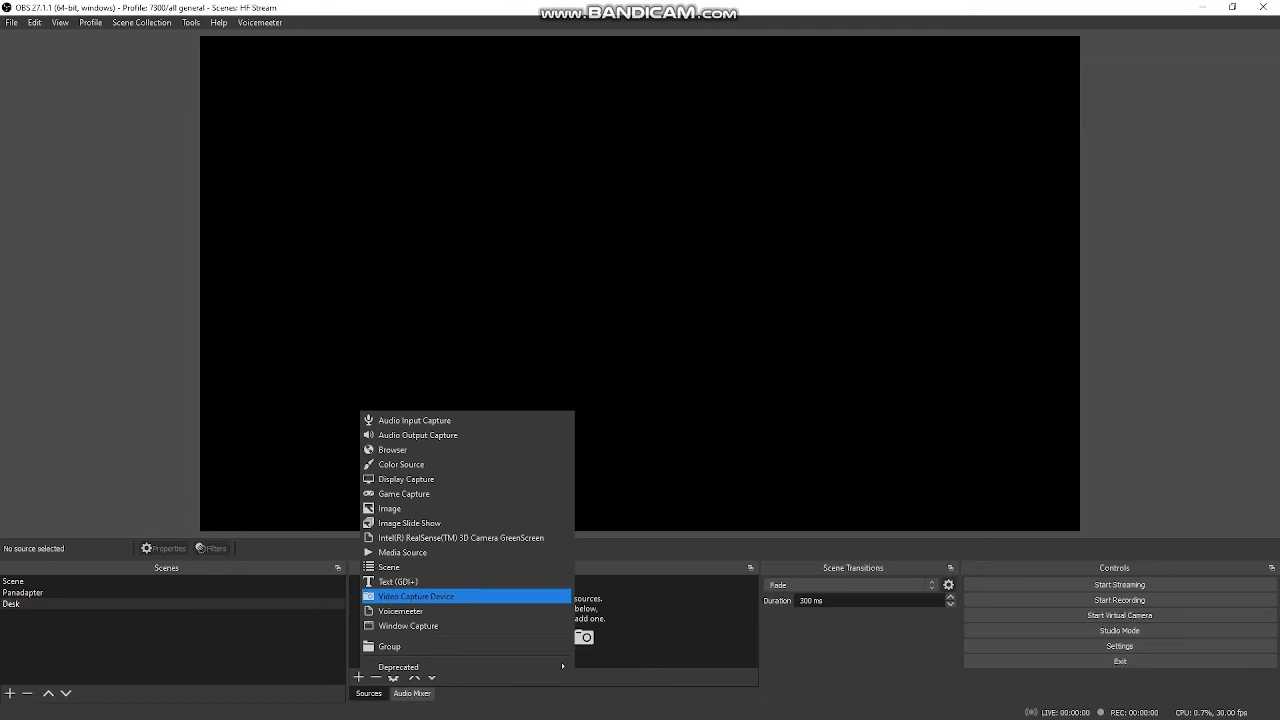 OBS 27.1.1 (64-bit, windows) - Profile: 7300/all general - Scenes: HF Stream
www.BANDICAM.com
File Edit View Profile Scene Collection Tools Help Voicemeeter
Audio Input Capture
Audio Output Capture
Browser
Color Source
Display Capture
Game Capture
Image
Image Slide Show
Intel(R) RealSense(TM) 3D Camera GreenScreen
Media Source
Scene
Text (GDI+)
Video Capture Device
Voicemeeter
Window Capture
Group
Deprecated
No source selected Properties Filters
Scenes
Scene
Panadapter
Desk
sources.
below,
add one.
Sources Audio Mixer
Scene Transitions
Fade
Duration 300 ms
Controls
Start Streaming
Start Recording
Start Virtual Camera
Studio Mode
Settings
Exit
LIVE: 00:00:00 REC: 00:00:00 CPU: 0.7%, 30.00 fps